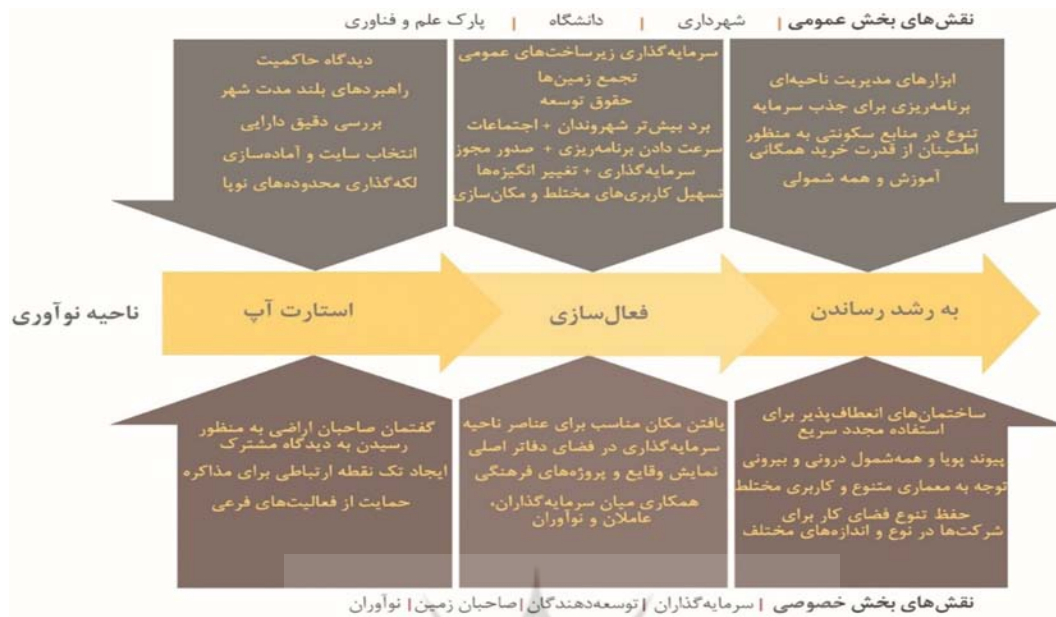 نقش‌های بخش عمومی | شهرداری | دانشگاه | پارک علم و فناوری
دیدگاه حاکمیت
راهبردهای بلند مدت شهر
بررسی دقیق دارایی
انتخاب سایت و آماده‌سازی
لکه‌گذاری محدوده‌های نوپا
سرمایه‌گذاری زیرساخت‌های عمومی
تجمع زمین‌ها
حقوق توسعه
برد بیش‌تر شهروندان + اجتماعات
سرعت دادن برنامه‌ریزی + صدور مجوز
سرمایه‌گذاری + تغییر انگیزه‌ها
تسهیل کاربری‌های مختلط و مکان‌سازی
ابزارهای مدیریت ناحیه‌ای
برنامه‌ریزی برای جذب سرمایه
تنوع در منابع سکونتی به منظور
اطمینان از قدرت خرید همگانی
آموزش و همه شمولی
ناحیه نوآوری
استارت آپ
فعال‌سازی
به رشد رساندن
گفتمان صاحبان اراضی به منظور
رسیدن به دیدگاه مشترک
ایجاد تک نقطه ارتباطی برای مذاکره
حمایت از فعالیت‌های فرعی
یافتن مکان مناسب برای عناصر ناحیه
سرمایه‌گذاری در فضای دفاتر اصلی
نمایش وقایع و پروژه‌های فرهنگی
همکاری میان سرمایه‌گذاران،
عاملان و نوآوران
ساختمان‌های انعطاف‌پذیر برای
استفاده مجدد سریع
پیوند پویا و همه‌شمول درونی و بیرونی
توجه به معماری متنوع و کاربری مختلط
حفظ تنوع فضای کار برای
شرکت‌ها در نوع و اندازه‌های مختلف
نقش‌های بخش خصوصی | سرمایه‌گذاران | توسعه‌دهندگان | صاحبان زمین | نوآوران